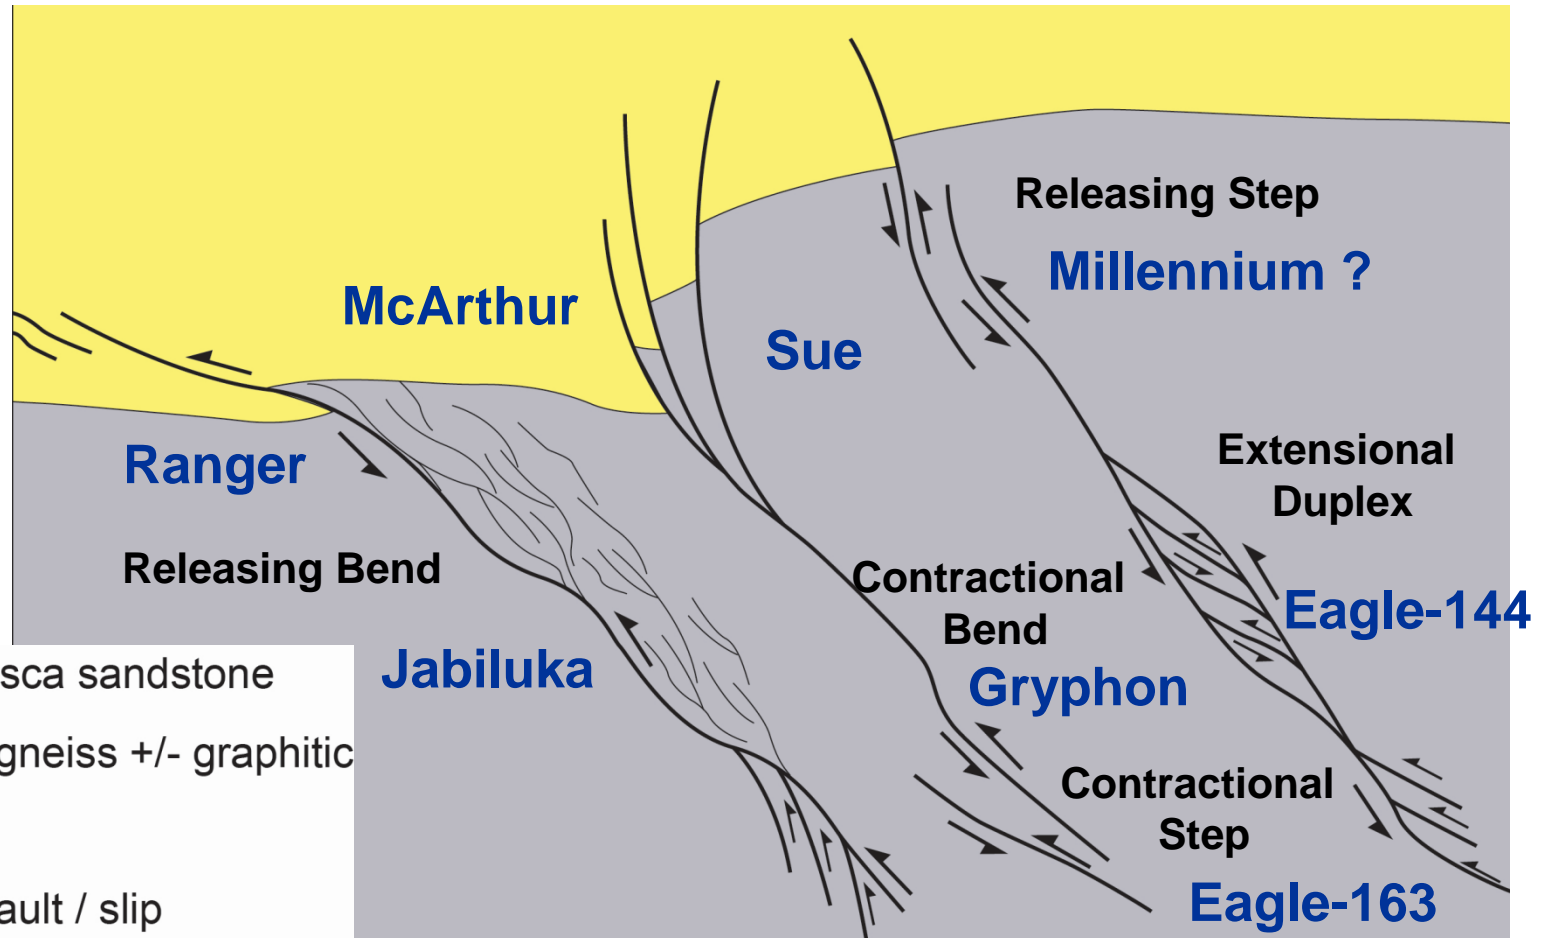 Releasing Step
Millennium ?
McArthur
Sue
Ranger
Extensional
Duplex
Releasing Bend
Contractional
Bend
Eagle-144
Jabiluka
Gryphon
sca sandstone
gneiss +/- graphitic
Contractional
Step
Eagle-163
ault / slip